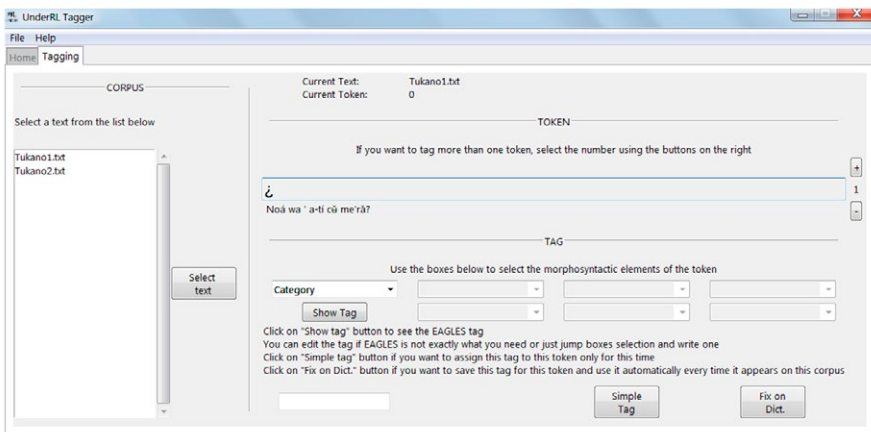 UnderRL Tagger
File Help
Home Tagging
CORPUS
Select a text from the list below
Tukano1.txt
Tukano2.txt
Select
text
Current Text: Tukano1.txt
Current Token: 0
TOKEN
If you want to tag more than one token, select the number using the buttons on the right
+
¿
1
-
Noá wa ' a-tí cʉ̃ me'rã?
TAG
Use the boxes below to select the morphosyntactic elements of the token
Category
Show Tag
Click on "Show tag" button to see the EAGLES tag
You can edit the tag if EAGLES is not exactly what you need or just jump boxes selection and write one
Click on "Simple tag" button if you want to assign this tag to this token only for this time
Click on "Fix on Dict." button if you want to save this tag for this token and use it automatically every time it appears on this corpus
Simple
Tag
Fix on
Dict.